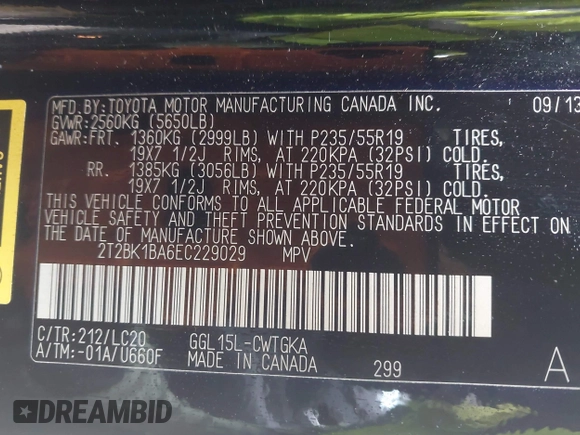 MFD.BY:TOYOTA MOTOR MANUFACTURING CANADA INC. 09/13
GVWR:2560KG (5650LB)
GAWR:FRT. 1360KG (2999LB) WITH P235/55R19 TIRES,
19X7 1/2J RIMS, AT 220KPA (32PSI) COLD.
RR. 1385KG (3056LB) WITH P235/55R19 TIRES,
19X7 1/2J RIMS, AT 220KPA (32PSI) COLD.
THIS VEHICLE CONFORMS TO ALL APPLICABLE FEDERAL MOTOR
VEHICLE SAFETY AND THEFT PREVENTION STANDARDS IN EFFECT ON
THE DATE OF MANUFACTURE SHOWN ABOVE.
2T2BK1BA6EC229029 MPV
C/TR:212/LC20 GGL15L-CWTGKA
A/TM:-01A/U660F MADE IN CANADA 299 A
DREAMBID